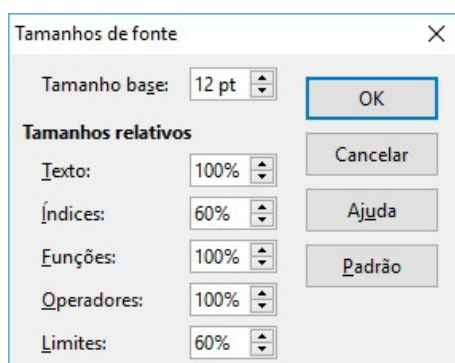 Tamanhos de fonte
Tamanho base: 12 pt
OK
Tamanhos relativos
Cancelar
Texto: 100%
Índices: 60%
Ajuda
Funções: 100%
Padrão
Operadores: 100%
Limites: 60%